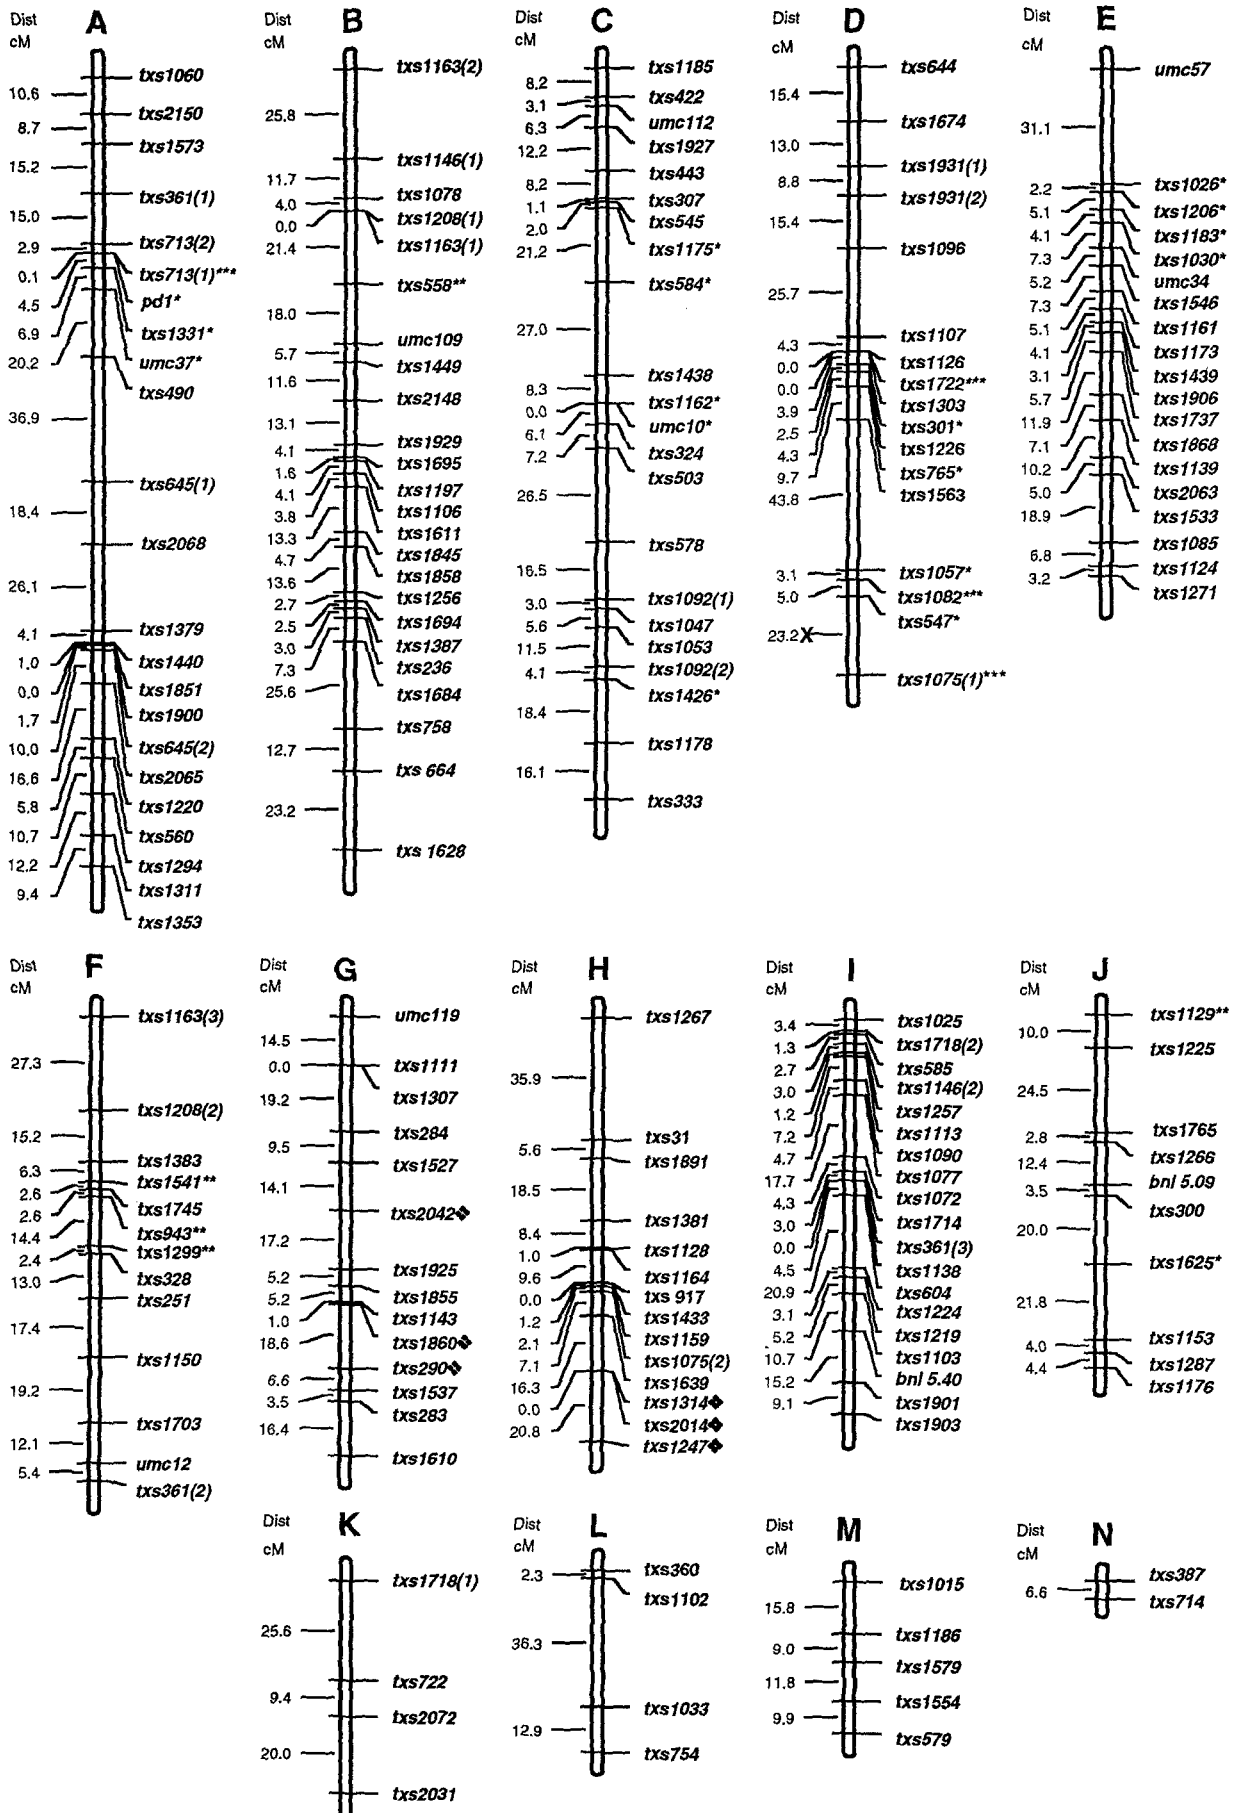 Dist
cM
A
txs1060
10.6
txs2150
8.7
txs1573
15.2
txs361(1)
15.0
txs713(2)
2.9
txs713(1)***
0.1
pd1*
4.5
txs1331*
6.9
umc37*
20.2
txs490
36.9
txs645(1)
18.4
txs2068
26.1
txs1379
4.1
txs1440
1.0
txs1851
0.0
txs1900
1.7
txs645(2)
10.0
txs2065
16.6
txs1220
5.8
txs560
10.7
txs1294
12.2
txs1311
9.4
txs1353
Dist
cM
B
txs1163(2)
25.8
txs1146(1)
11.7
txs1078
4.0
txs1208(1)
0.0
txs1163(1)
21.4
txs558**
18.0
umc109
5.7
txs1449
11.6
txs2148
13.1
txs1929
4.1
txs1695
1.6
txs1197
4.1
txs1106
3.8
txs1611
13.3
txs1845
4.7
txs1858
13.6
txs1256
2.7
txs1694
2.5
txs1387
3.0
txs236
7.3
txs1684
25.6
txs758
12.7
txs 664
23.2
txs 1628
Dist
cM
C
txs1185
8.2
txs422
3.1
umc112
6.3
txs1927
12.2
txs443
8.2
txs307
1.1
txs545
2.0
txs1175*
21.2
txs584*
27.0
txs1438
8.3
txs1162*
0.0
umc10*
6.1
txs324
7.2
txs503
26.5
txs578
16.5
txs1092(1)
3.0
txs1047
5.6
txs1053
11.5
txs1092(2)
4.1
txs1426*
18.4
txs1178
16.1
txs333
Dist
cM
D
txs644
15.4
txs1674
13.0
txs1931(1)
8.8
txs1931(2)
15.4
txs1096
25.7
txs1107
4.3
txs1126
0.0
txs1722***
0.0
txs1303
3.9
txs301*
2.5
txs1226
4.3
txs765*
9.7
txs1563
43.8
txs1057*
3.1
txs1082***
5.0
txs547*
23.2X
txs1075(1)***
Dist
cM
E
umc57
31.1
txs1026*
2.2
txs1206*
5.1
txs1183*
4.1
txs1030*
7.3
umc34
5.2
txs1546
7.3
txs1161
5.1
txs1173
4.1
txs1439
3.1
txs1906
5.7
txs1737
11.9
txs1868
7.1
txs1139
10.2
txs2063
5.0
txs1533
18.9
txs1085
6.8
txs1124
3.2
txs1271
Dist
cM
F
txs1163(3)
27.3
txs1208(2)
15.2
txs1383
6.3
txs1541**
2.6
txs1745
2.6
txs943**
14.4
txs1299**
2.4
txs328
13.0
txs251
17.4
txs1150
19.2
txs1703
12.1
umc12
5.4
txs361(2)
Dist
cM
G
umc119
14.5
txs1111
0.0
txs1307
19.2
txs284
9.5
txs1527
14.1
txs2042❖
17.2
txs1925
5.2
txs1855
5.2
txs1143
1.0
txs1860❖
18.6
txs290❖
6.6
txs1537
3.5
txs283
16.4
txs1610
Dist
cM
H
txs1267
35.9
txs31
5.6
txs1891
18.5
txs1381
8.4
txs1128
1.0
txs1164
9.6
txs 917
0.0
txs1433
1.2
txs1159
2.1
txs1075(2)
7.1
txs1639
16.3
txs1314❖
0.0
txs2014❖
20.8
txs1247❖
Dist
cM
I
txs1025
3.4
txs1718(2)
1.3
txs585
2.7
txs1146(2)
3.0
txs1257
1.2
txs1113
7.2
txs1090
4.7
txs1077
17.7
txs1072
4.3
txs1714
3.0
txs361(3)
0.0
txs1138
4.5
txs604
20.9
txs1224
3.1
txs1219
5.2
txs1103
10.7
bnl 5.40
15.2
txs1901
9.1
txs1903
Dist
cM
J
txs1129**
10.0
txs1225
24.5
txs1765
2.8
txs1266
12.4
bnl 5.09
3.5
txs300
20.0
txs1625*
21.8
txs1153
4.0
txs1287
4.4
txs1176
Dist
cM
K
txs1718(1)
25.6
txs722
9.4
txs2072
20.0
txs2031
Dist
cM
L
txs360
2.3
txs1102
36.3
txs1033
12.9
txs754
Dist
cM
M
txs1015
15.8
txs1186
9.0
txs1579
11.8
txs1554
9.9
txs579
Dist
cM
N
txs387
6.6
txs714